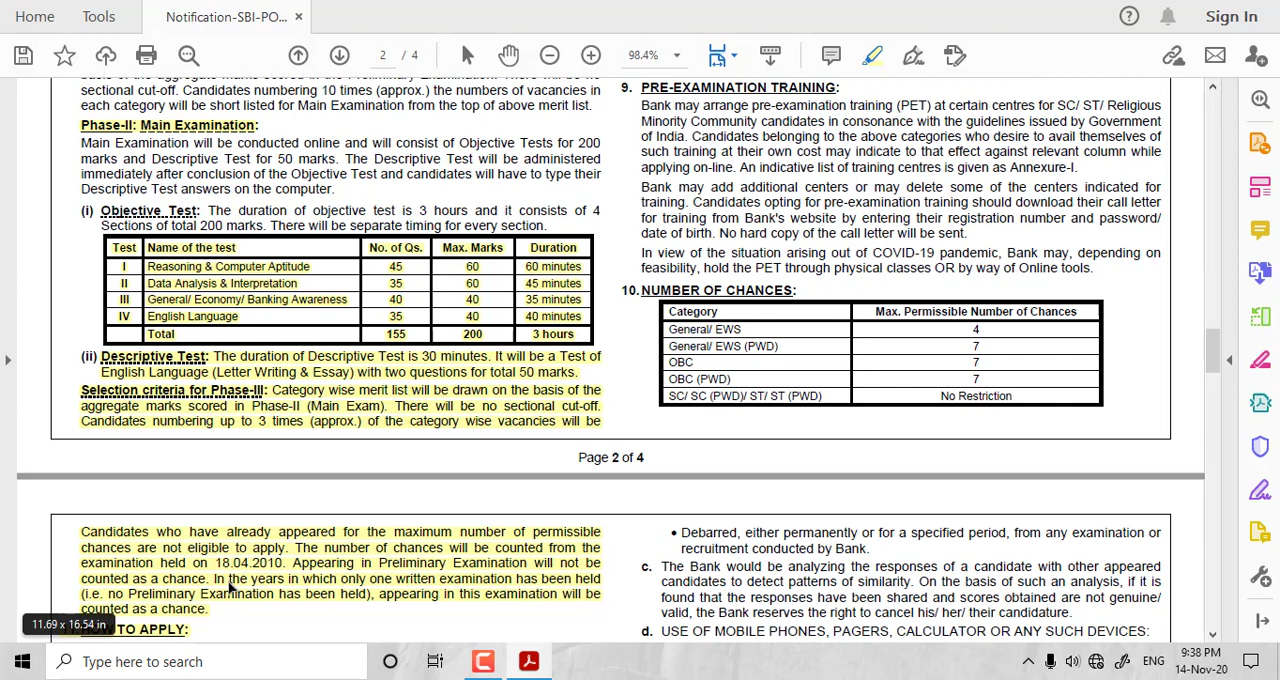 Home
Tools
Notification-SBI-PO...
×
Sign In
2 / 4
98.4%
sectional cut-off. Candidates numbering 10 times (approx.) the numbers of vacancies in
each category will be short listed for Main Examination from the top of above merit list.
Phase-II: Main Examination:
Main Examination will be conducted online and will consist of Objective Tests for 200
marks and Descriptive Test for 50 marks. The Descriptive Test will be administered
immediately after conclusion of the Objective Test and candidates will have to type their
Descriptive Test answers on the computer.
(i) Objective Test: The duration of objective test is 3 hours and it consists of 4
Sections of total 200 marks. There will be separate timing for every section.
Test Name of the test No. of Qs. Max. Marks Duration
I Reasoning & Computer Aptitude 45 60 60 minutes
II Data Analysis & Interpretation 35 60 45 minutes
III General/ Economy/ Banking Awareness 40 40 35 minutes
IV English Language 35 40 40 minutes
Total 155 200 3 hours
(ii) Descriptive Test: The duration of Descriptive Test is 30 minutes. It will be a Test of
English Language (Letter Writing & Essay) with two questions for total 50 marks.
Selection criteria for Phase-III: Category wise merit list will be drawn on the basis of the
aggregate marks scored in Phase-II (Main Exam). There will be no sectional cut-off.
Candidates numbering up to 3 times (approx.) of the category wise vacancies will be
9. PRE-EXAMINATION TRAINING:
Bank may arrange pre-examination training (PET) at certain centres for SC/ ST/ Religious
Minority Community candidates in consonance with the guidelines issued by Government
of India. Candidates belonging to the above categories who desire to avail themselves of
such training at their own cost may indicate to that effect against relevant column while
applying on-line. An indicative list of training centres is given as Annexure-I.
Bank may add additional centers or may delete some of the centers indicated for
training. Candidates opting for pre-examination training should download their call letter
for training from Bank's website by entering their registration number and password/
date of birth. No hard copy of the call letter will be sent.
In view of the situation arising out of COVID-19 pandemic, Bank may, depending on
feasibility, hold the PET through physical classes OR by way of Online tools.
10. NUMBER OF CHANCES:
Category Max. Permissible Number of Chances
General/ EWS 4
General/ EWS (PWD) 7
OBC 7
OBC (PWD) 7
SC/ SC (PWD)/ ST/ ST (PWD) No Restriction
Page 2 of 4
Candidates who have already appeared for the maximum number of permissible
chances are not eligible to apply. The number of chances will be counted from the
examination held on 18.04.2010. Appearing in Preliminary Examination will not be
counted as a chance. In the years in which only one written examination has been held
(i.e. no Preliminary Examination has been held), appearing in this examination will be
counted as a chance.
HOW TO APPLY:
• Debarred, either permanently or for a specified period, from any examination or
recruitment conducted by Bank.
c. The Bank would be analyzing the responses of a candidate with other appeared
candidates to detect patterns of similarity. On the basis of such an analysis, if it is
found that the responses have been shared and scores obtained are not genuine/
valid, the Bank reserves the right to cancel his/ her/ their candidature.
d. USE OF MOBILE PHONES, PAGERS, CALCULATOR OR ANY SUCH DEVICES:
11.69 x 16.54 in
Type here to search
ENG
9:38 PM
14-Nov-20